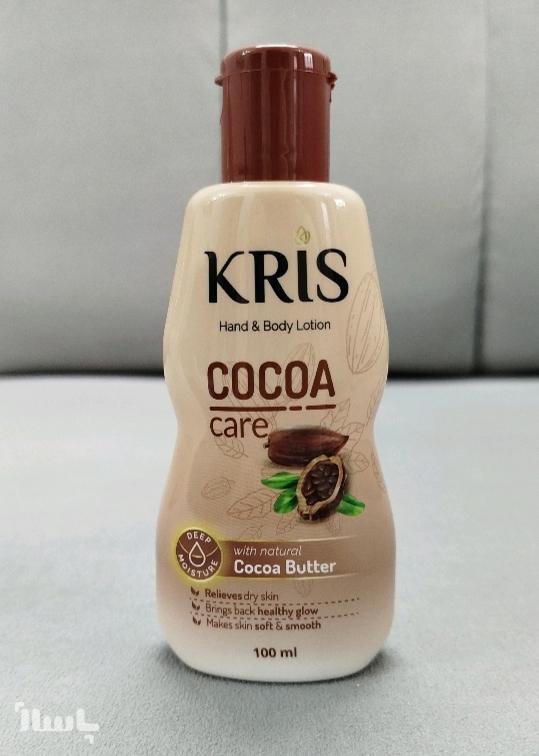 KRIS
Hand & Body Lotion
COCOA
care
DEEP
MOISTURE
with natural
Cocoa Butter
Relieves dry skin
Brings back healthy glow
Makes skin soft & smooth
100 ml
باسلام